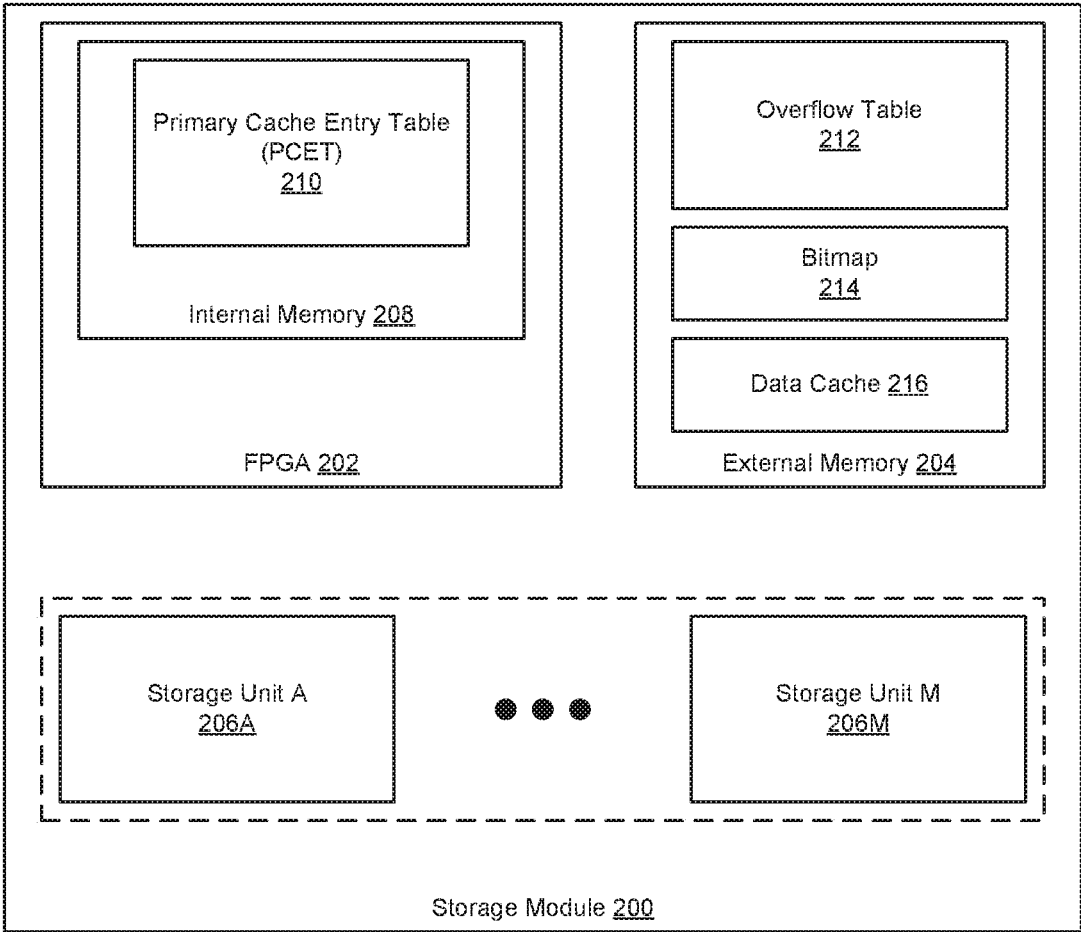 Primary Cache Entry Table
(PCET)
210
Internal Memory 208
FPGA 202
Overflow Table
212
Bitmap
214
Data Cache 216
External Memory 204
Storage Unit A
206A
Storage Unit M
206M
Storage Module 200